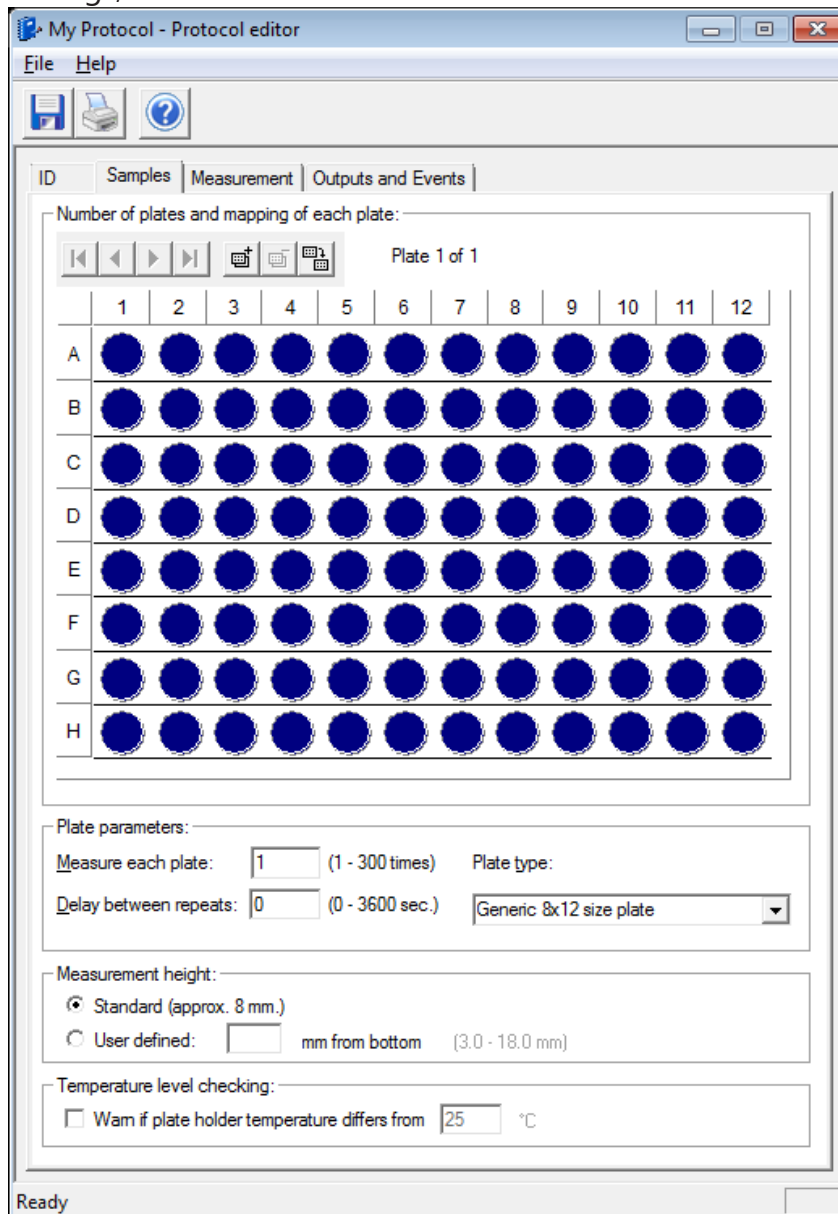 My Protocol - Protocol editor
File Help
ID Samples Measurement Outputs and Events
Number of plates and mapping of each plate:
Plate 1 of 1
1 2 3 4 5 6 7 8 9 10 11 12
A
B
C
D
E
F
G
H
Plate parameters:
Measure each plate: 1 (1 - 300 times) Plate type:
Delay between repeats: 0 (0 - 3600 sec.) Generic 8x12 size plate
Measurement height:
Standard (approx. 8 mm.)
User defined: mm from bottom (3.0 - 18.0 mm)
Temperature level checking:
Warn if plate holder temperature differs from 25 °C
Ready